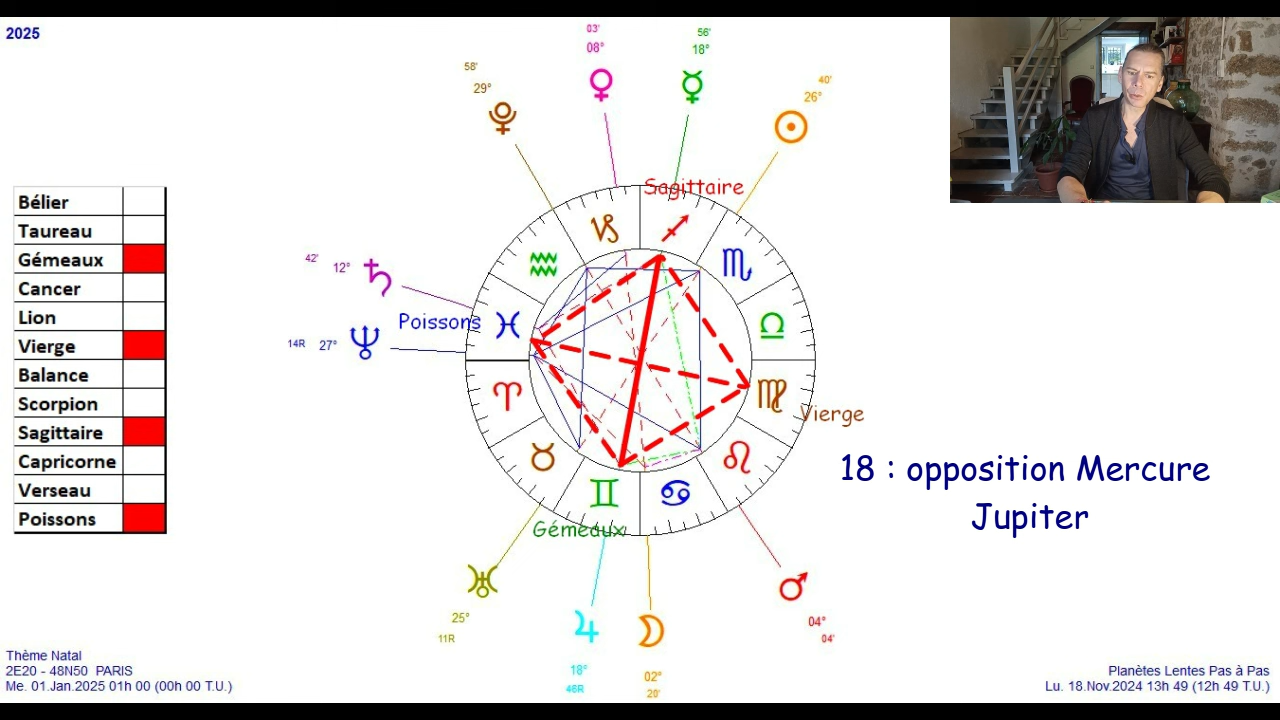 2025
03'
08°
56'
18°
58'
29°
40'
26°
Sagittaire
Bélier
Taureau
Gémeaux
Cancer
Lion
Vierge
Balance
Scorpion
Sagittaire
Capricorne
Verseau
Poissons
42'
12°
Poissons
14R
27°
Vierge
18 : opposition Mercure
Jupiter
Gémeaux
25°
11R
18°
46R
02°
20'
04°
04'
Thème Natal
2E20 - 48N50 PARIS
Me. 01.Jan.2025 01h 00 (00h 00 T.U.)
Planètes Lentes Pas à Pas
Lu. 18.Nov.2024 13h 49 (12h 49 T.U.)